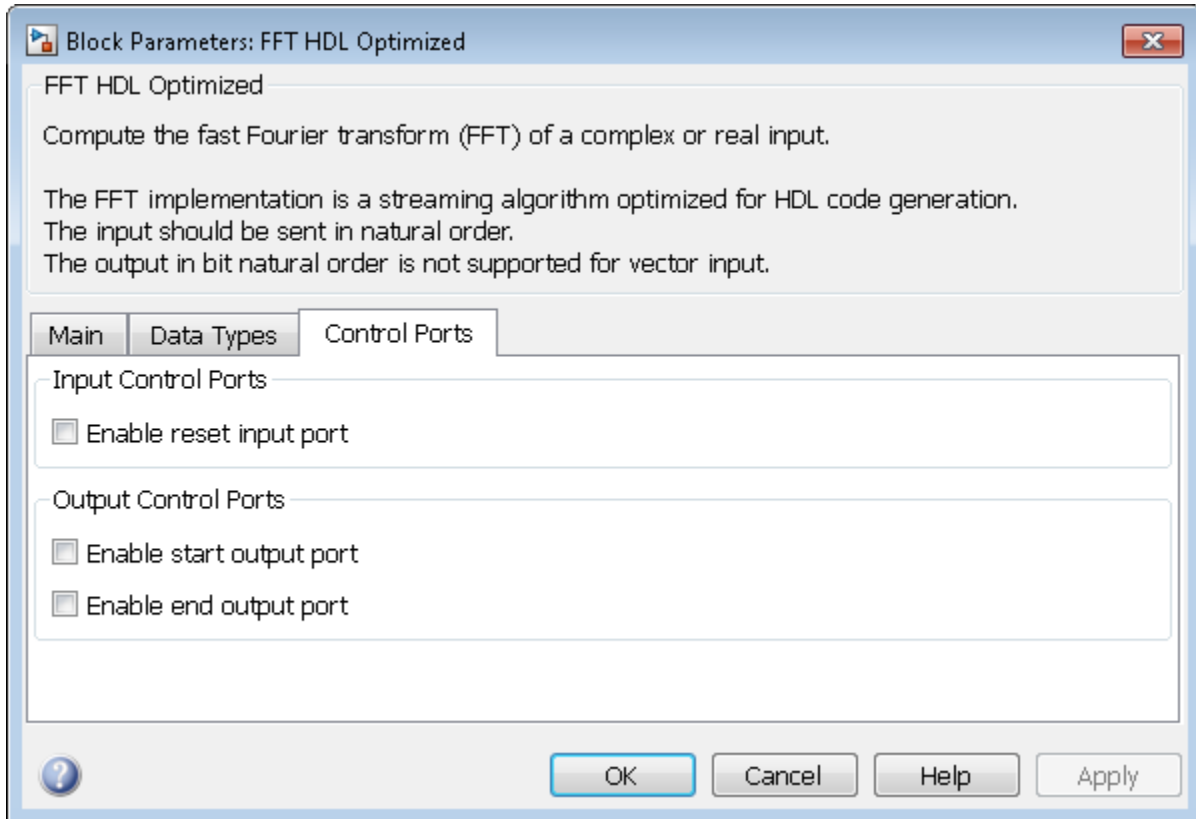 Block Parameters: FFT HDL Optimized
FFT HDL Optimized
Compute the fast Fourier transform (FFT) of a complex or real input.
The FFT implementation is a streaming algorithm optimized for HDL code generation.
The input should be sent in natural order.
The output in bit natural order is not supported for vector input.
Main Data Types Control Ports
Input Control Ports
Enable reset input port
Output Control Ports
Enable start output port
Enable end output port
? OK Cancel Help Apply